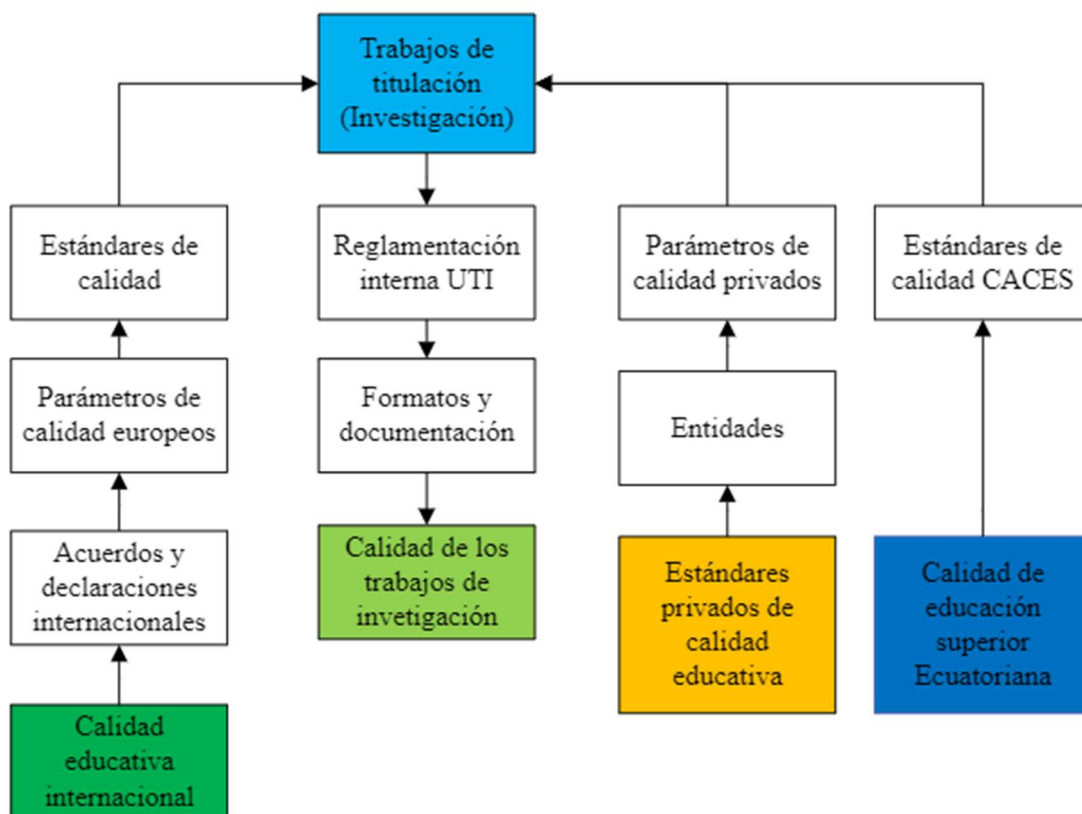 Trabajos de
titulación
(Investigación)
Estándares de
calidad
Reglamentación
interna UTI
Parámetros de
calidad privados
Estándares de
calidad CACES
Parámetros de
calidad europeos
Formatos y
documentación
Entidades
Acuerdos y
declaraciones
internacionales
Calidad de los
trabajos de
invetigación
Estándares
privados de
calidad
educativa
Calidad de
educación
superior
Ecuatoriana
Calidad
educativa
internacional